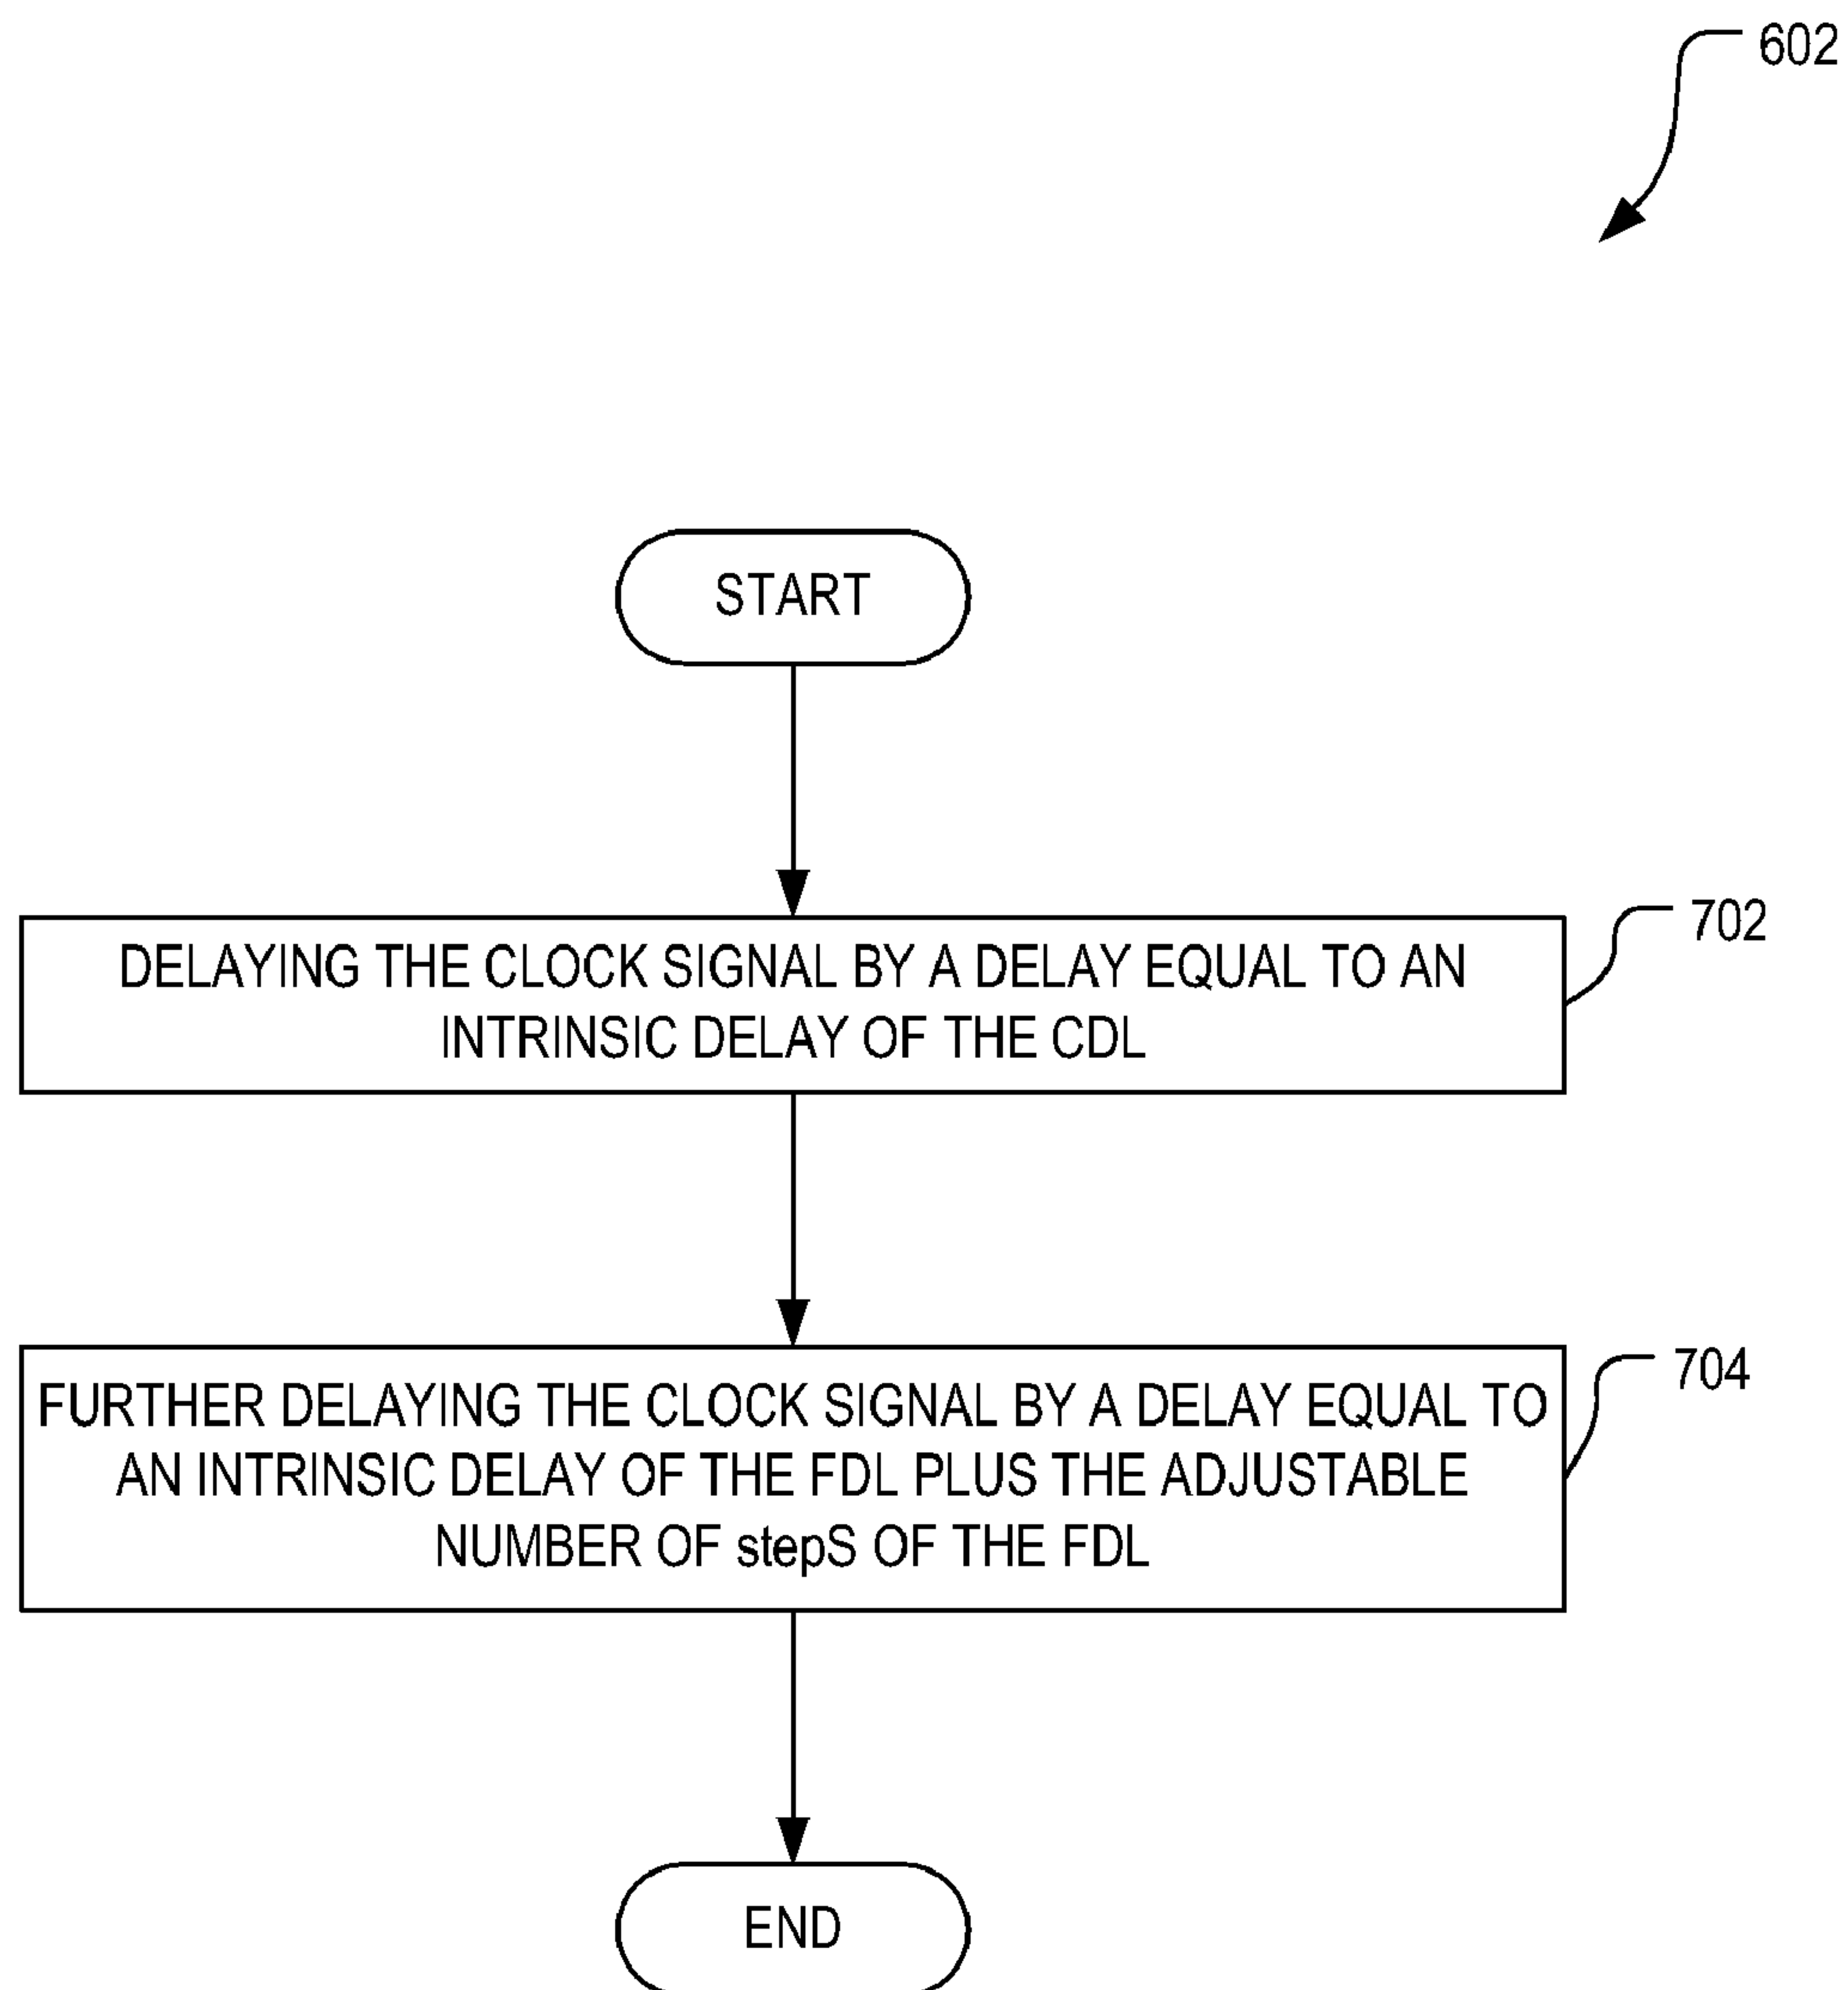 602
START
DELAYING THE CLOCK SIGNAL BY A DELAY EQUAL TO AN
INTRINSIC DELAY OF THE CDL
702
FURTHER DELAYING THE CLOCK SIGNAL BY A DELAY EQUAL TO
AN INTRINSIC DELAY OF THE FDL PLUS THE ADJUSTABLE
NUMBER OF stepS OF THE FDL
704
END